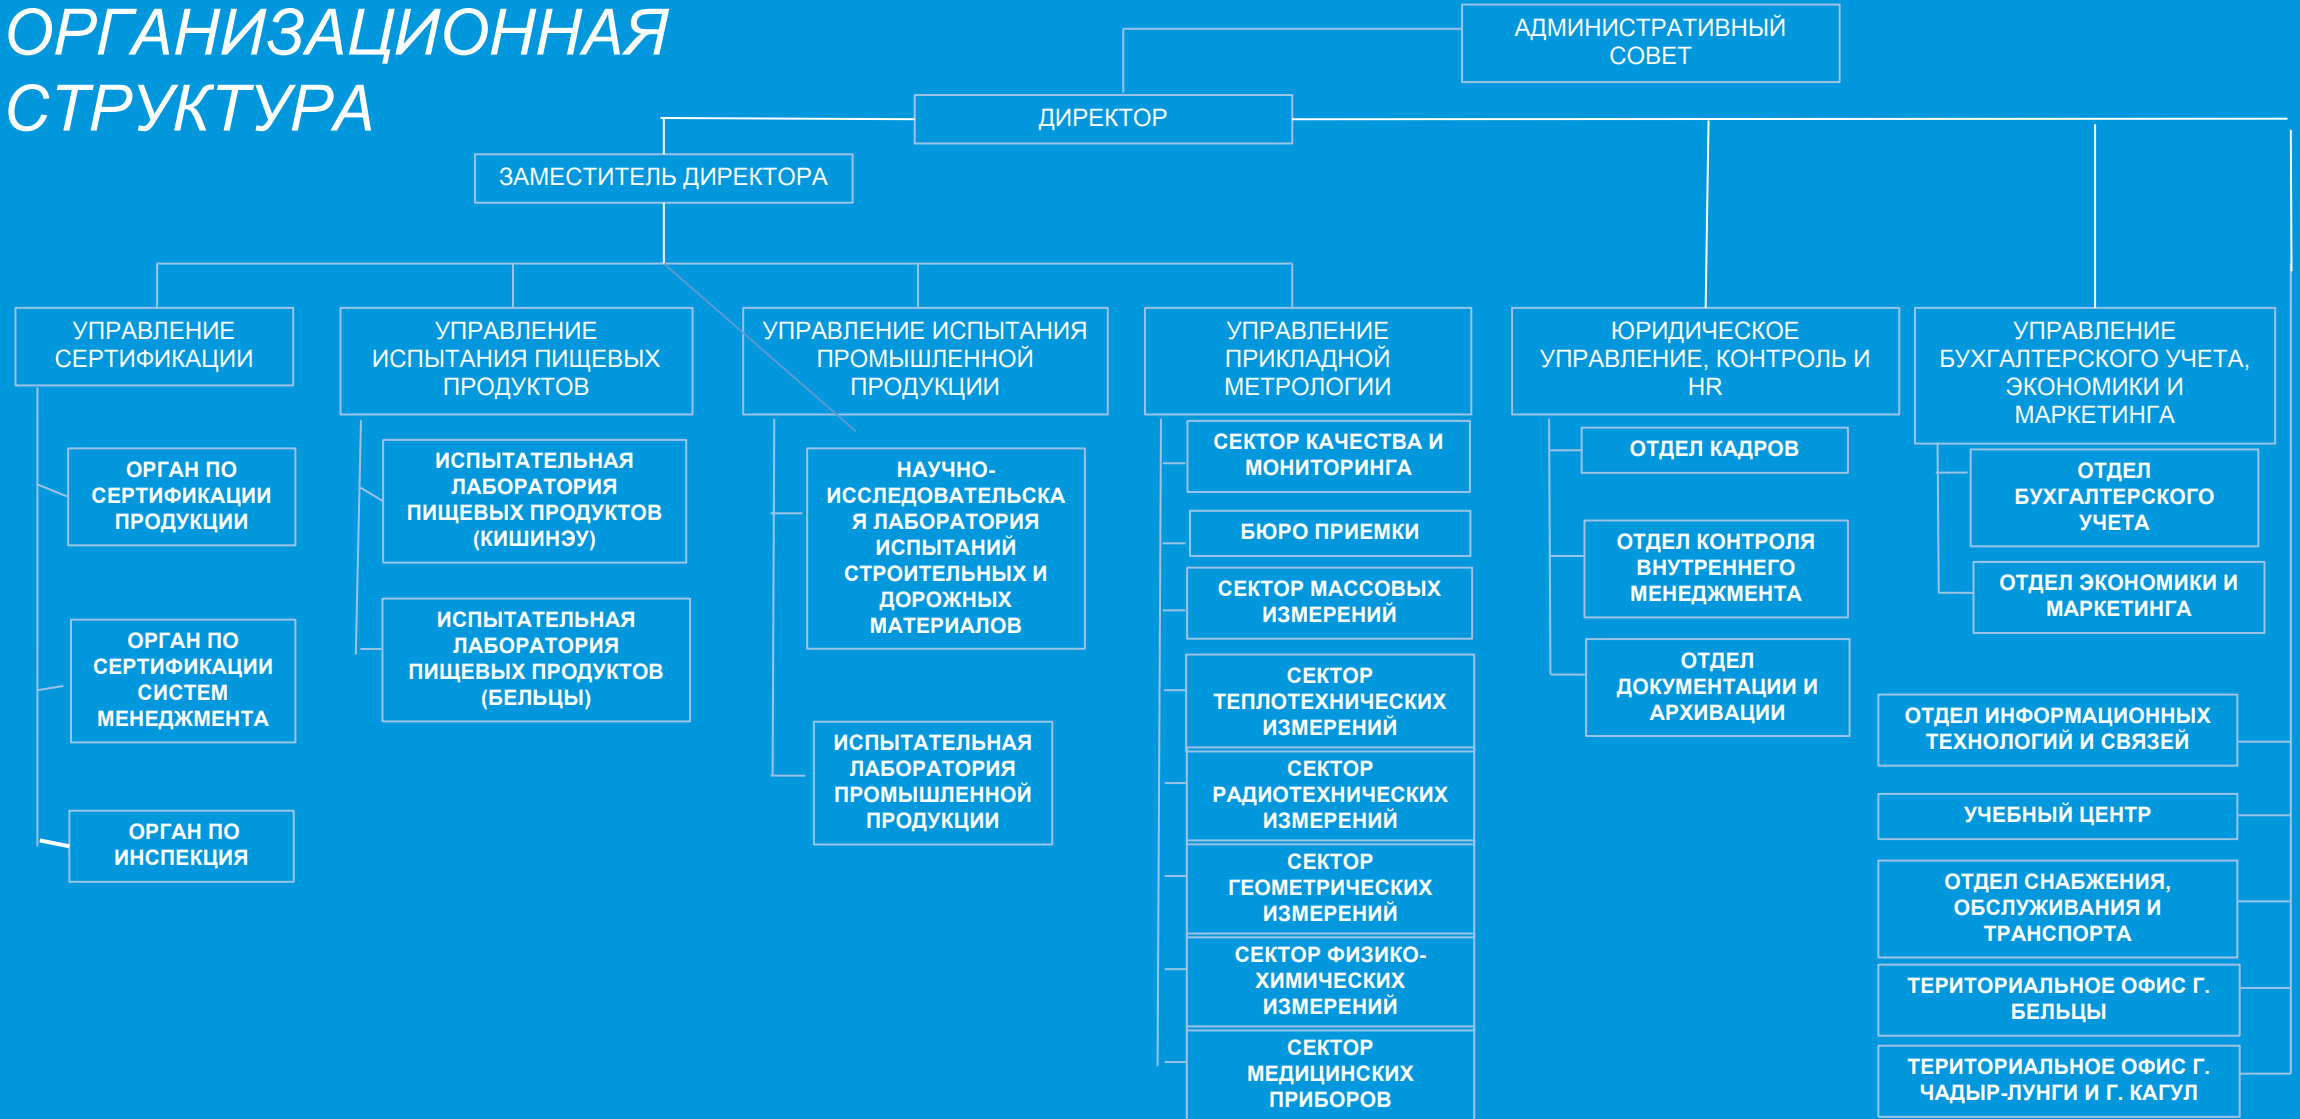 ОРГАНИЗАЦИОННАЯ
СТРУКТУРА
АДМИНИСТРАТИВНЫЙ
СОВЕТ
ДИРЕКТОР
ЗАМЕСТИТЕЛЬ ДИРЕКТОРА
УПРАВЛЕНИЕ
СЕРТИФИКАЦИИ
ОРГАН ПО
СЕРТИФИКАЦИИ
ПРОДУКЦИИ
ОРГАН ПО
СЕРТИФИКАЦИИ
СИСТЕМ
МЕНЕДЖМЕНТА
ОРГАН ПО
ИНСПЕКЦИЯ
УПРАВЛЕНИЕ
ИСПЫТАНИЯ ПИЩЕВЫХ
ПРОДУКТОВ
ИСПЫТАТЕЛЬНАЯ
ЛАБОРАТОРИЯ
ПИЩЕВЫХ ПРОДУКТОВ
(КИШИНЭУ)
ИСПЫТАТЕЛЬНАЯ
ЛАБОРАТОРИЯ
ПИЩЕВЫХ ПРОДУКТОВ
(БЕЛЬЦЫ)
УПРАВЛЕНИЕ ИСПЫТАНИЯ
ПРОМЫШЛЕННОЙ
ПРОДУКЦИИ
НАУЧНО-
ИССЛЕДОВАТЕЛЬСКА
Я ЛАБОРАТОРИЯ
ИСПЫТАНИЙ
СТРОИТЕЛЬНЫХ И
ДОРОЖНЫХ
МАТЕРИАЛОВ
ИСПЫТАТЕЛЬНАЯ
ЛАБОРАТОРИЯ
ПРОМЫШЛЕННОЙ
ПРОДУКЦИИ
УПРАВЛЕНИЕ
ПРИКЛАДНОЙ
МЕТРОЛОГИИ
СЕКТОР КАЧЕСТВА И
МОНИТОРИНГА
БЮРО ПРИЕМКИ
СЕКТОР МАССОВЫХ
ИЗМЕРЕНИЙ
СЕКТОР
ТЕПЛОТЕХНИЧЕСКИХ
ИЗМЕРЕНИЙ
СЕКТОР
РАДИОТЕХНИЧЕСКИХ
ИЗМЕРЕНИЙ
СЕКТОР
ГЕОМЕТРИЧЕСКИХ
ИЗМЕРЕНИЙ
СЕКТОР ФИЗИКО-
ХИМИЧЕСКИХ
ИЗМЕРЕНИЙ
СЕКТОР
МЕДИЦИНСКИХ
ПРИБОРОВ
ЮРИДИЧЕСКОЕ
УПРАВЛЕНИЕ, КОНТРОЛЬ И
HR
ОТДЕЛ КАДРОВ
ОТДЕЛ КОНТРОЛЯ
ВНУТРЕННЕГО
МЕНЕДЖМЕНТА
ОТДЕЛ
ДОКУМЕНТАЦИИ И
АРХИВАЦИИ
УПРАВЛЕНИЕ
БУХГАЛТЕРСКОГО УЧЕТА,
ЭКОНОМИКИ И
МАРКЕТИНГА
ОТДЕЛ
БУХГАЛТЕРСКОГО
УЧЕТА
ОТДЕЛ ЭКОНОМИКИ И
МАРКЕТИНГА
ОТДЕЛ ИНФОРМАЦИОННЫХ
ТЕХНОЛОГИЙ И СВЯЗЕЙ
УЧЕБНЫЙ ЦЕНТР
ОТДЕЛ СНАБЖЕНИЯ,
ОБСЛУЖИВАНИЯ И
ТРАНСПОРТА
ТЕРИТОРИАЛЬНОЕ ОФИС Г.
БЕЛЬЦЫ
ТЕРИТОРИАЛЬНОЕ ОФИС Г.
ЧАДЫР-ЛУНГИ И Г. КАГУЛ